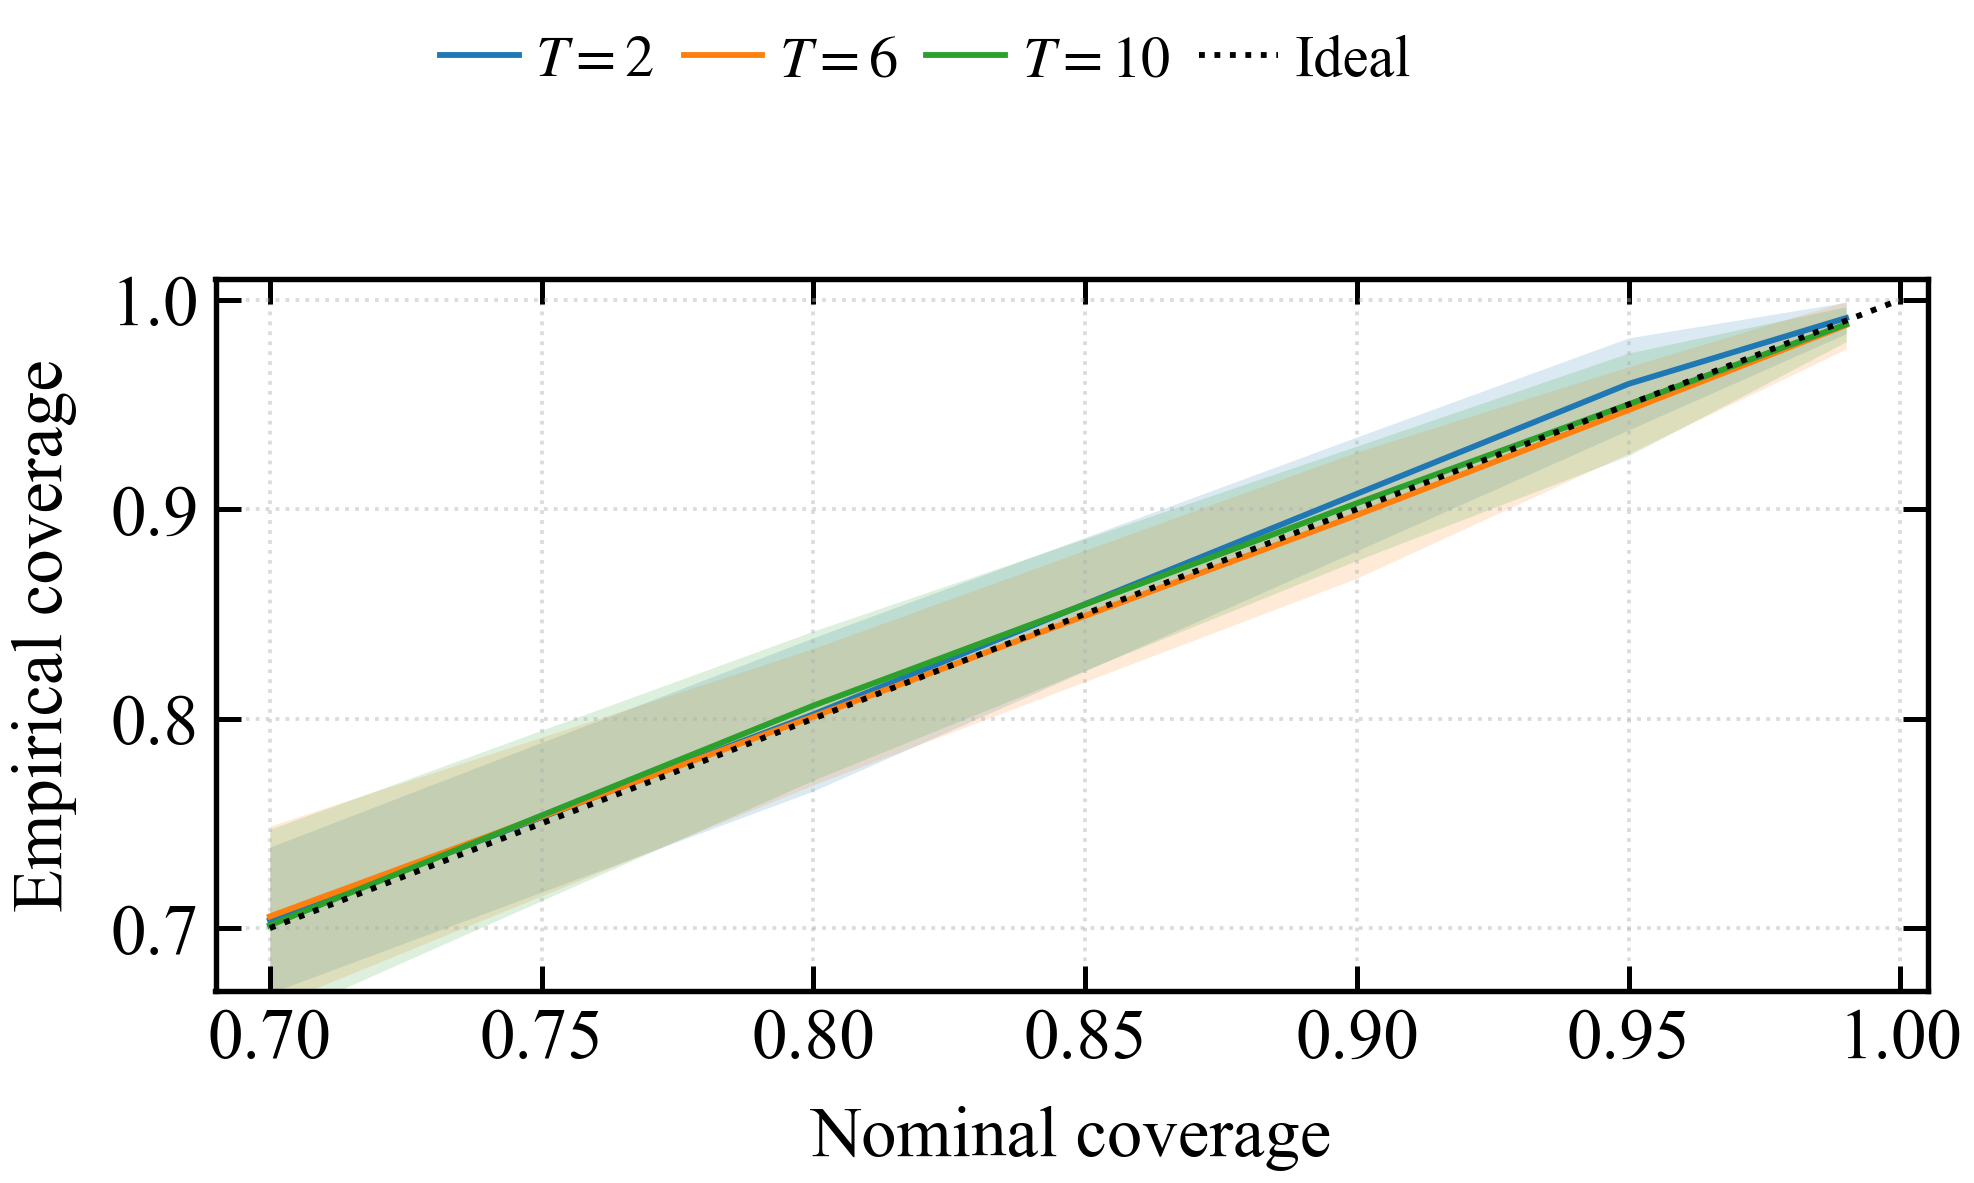 T = 2 T = 6 T = 10 Ideal
1.0
0.9
0.8
0.7
Empirical coverage
0.70 0.75 0.80 0.85 0.90 0.95 1.00
Nominal coverage